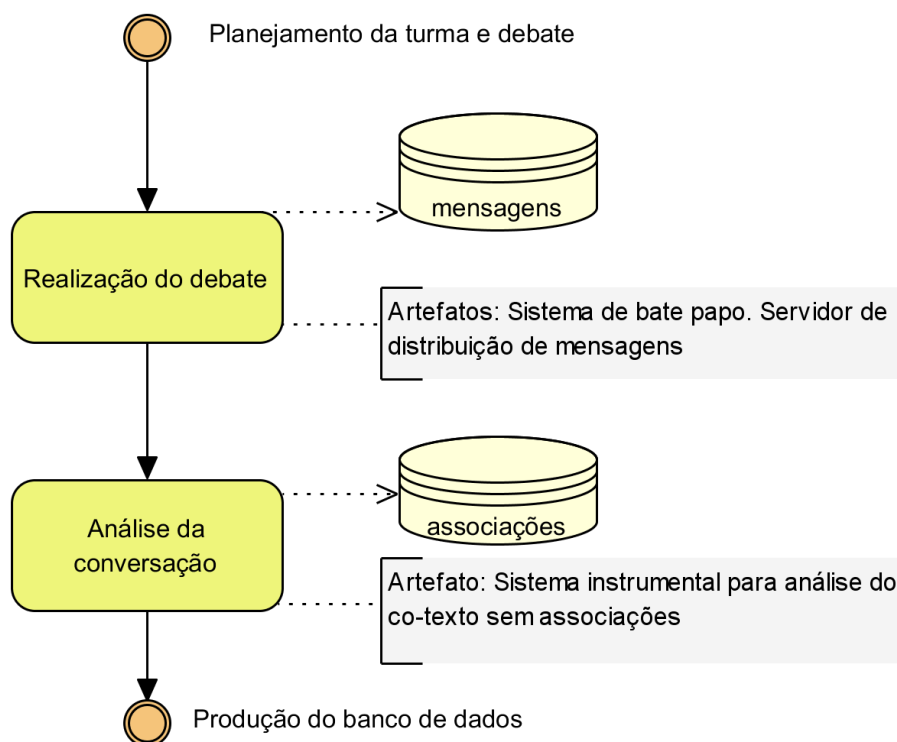 Planejamento da turma e debate
mensagens
Realização do debate
Artefatos: Sistema de bate papo. Servidor de
distribuição de mensagens
associações
Análise da
conversação
Artefato: Sistema instrumental para análise do
co-texto sem associações
Produção do banco de dados